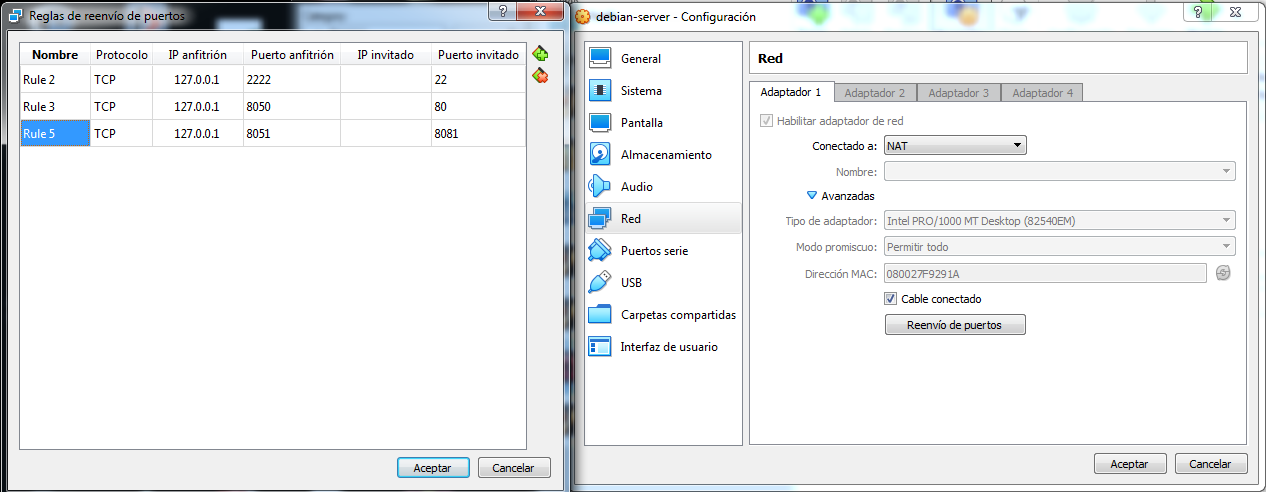 Reglas de reenvío de puertos
Nombre Protocolo IP anfitrión Puerto anfitrión IP invitado Puerto invitado
Rule 2 TCP 127.0.0.1 2222 22
Rule 3 TCP 127.0.0.1 8050 80
Rule 5 TCP 127.0.0.1 8051 8081
Aceptar Cancelar
debian-server - Configuración
General
Sistema
Pantalla
Almacenamiento
Audio
Red
Puertos serie
USB
Carpetas compartidas
Interfaz de usuario
Red
Adaptador 1 Adaptador 2 Adaptador 3 Adaptador 4
Habilitar adaptador de red
Conectado a: NAT
Nombre:
Avanzadas
Tipo de adaptador: Intel PRO/1000 MT Desktop (82540EM)
Modo promiscuo: Permitir todo
Dirección MAC: 080027F9291A
Cable conectado
Reenvío de puertos
Aceptar Cancelar